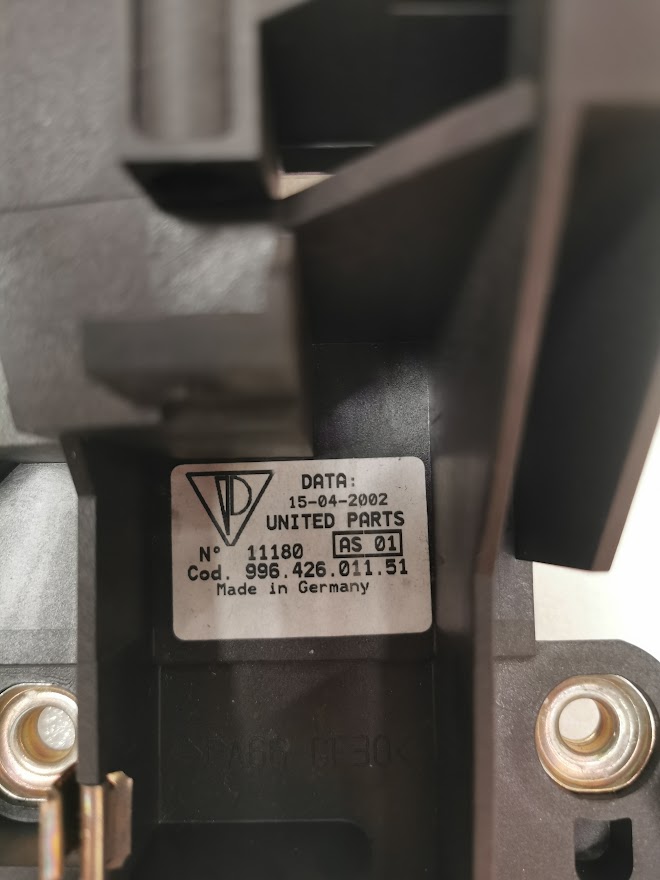 DATA:
15-04-2002
UNITED PARTS
N° 11180 AS 01
Cod. 996.426.011.51
Made in Germany